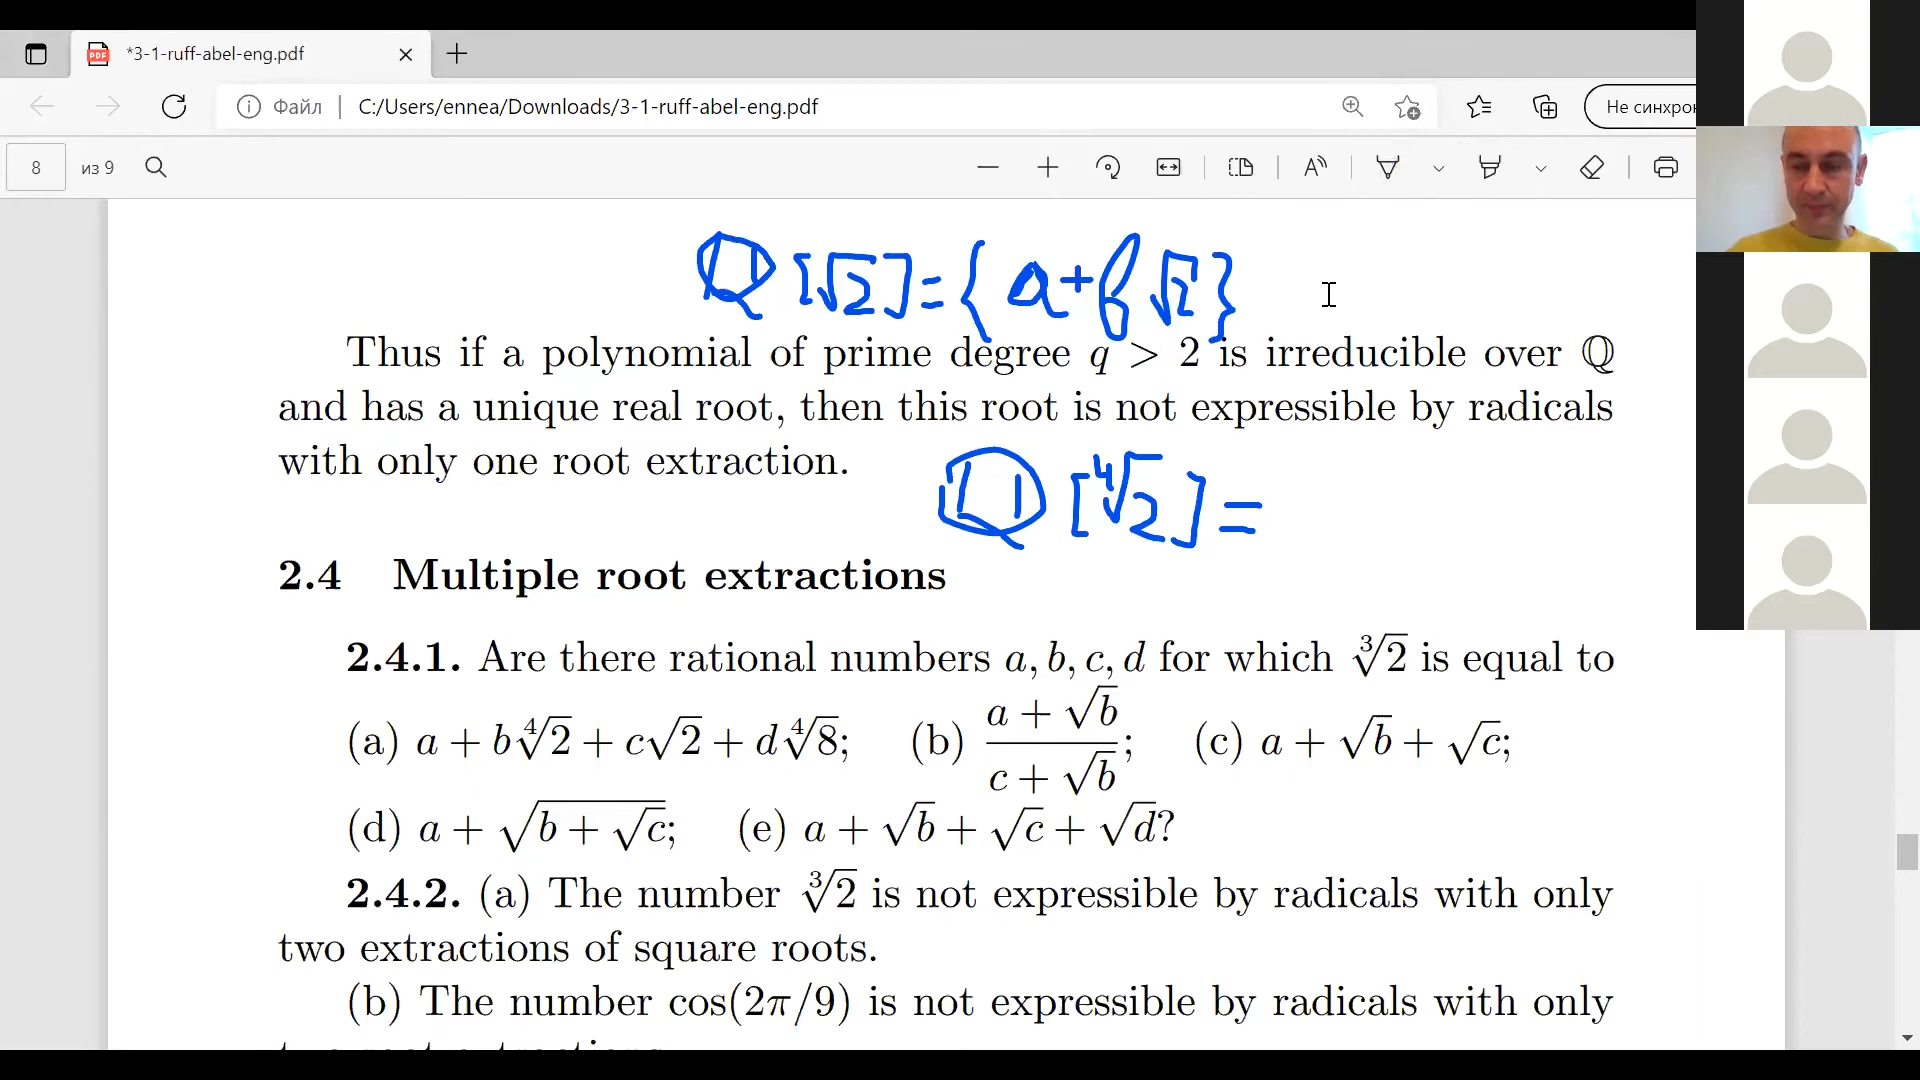 *3-1-ruff-abel-eng.pdf
Файл | C:/Users/ennea/Downloads/3-1-ruff-abel-eng.pdf
Не синхрон
8 из 9
ℚ[√2]={a+b√2}
Thus if a polynomial of prime degree q > 2 is irreducible over ℚ
and has a unique real root, then this root is not expressible by radicals
with only one root extraction.
ℚ[∜2]=
2.4 Multiple root extractions
2.4.1. Are there rational numbers a, b, c, d for which ∛2 is equal to
(a) a + b∜2 + c√2 + d∜8; (b) (a + √b)/(c + √b); (c) a + √b + √c;
(d) a + √(b + √c); (e) a + √b + √c + √d?
2.4.2. (a) The number ∛2 is not expressible by radicals with only
two extractions of square roots.
(b) The number cos(2π/9) is not expressible by radicals with only